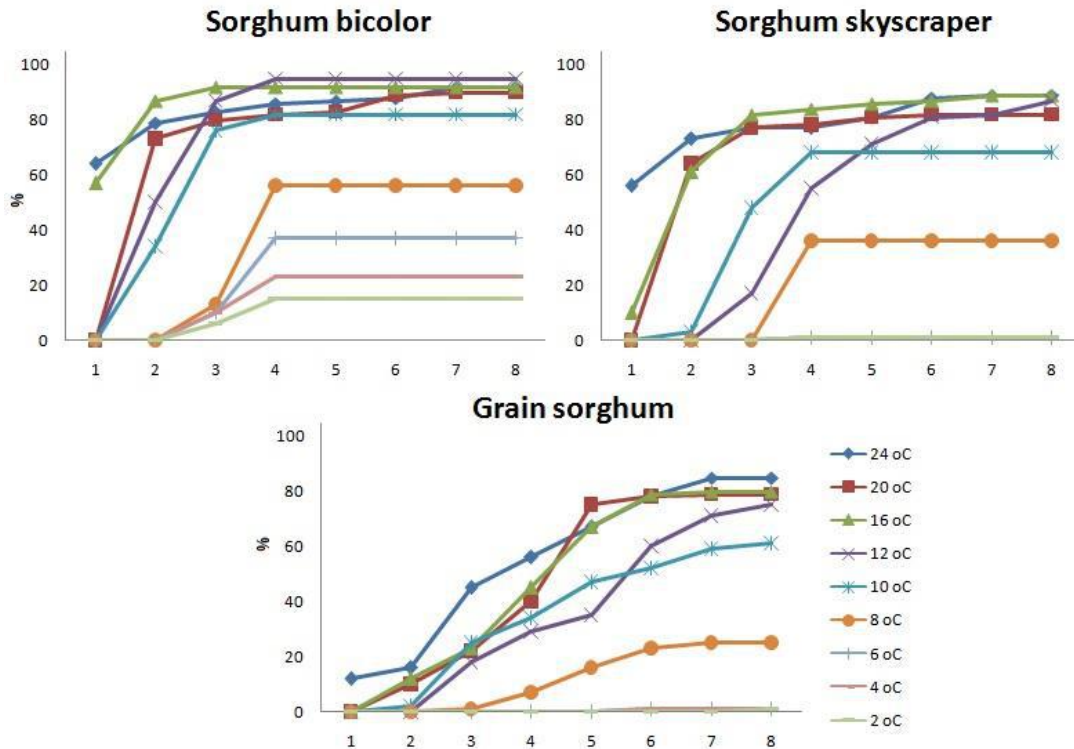 Sorghum bicolor
100
80
60
40
20
0
%
1 2 3 4 5 6 7 8
Sorghum skyscraper
100
80
60
40
20
0
1 2 3 4 5 6 7 8
Grain sorghum
100
80
60
40
20
0
%
1 2 3 4 5 6 7 8
24 oC
20 oC
16 oC
12 oC
10 oC
8 oC
6 oC
4 oC
2 oC